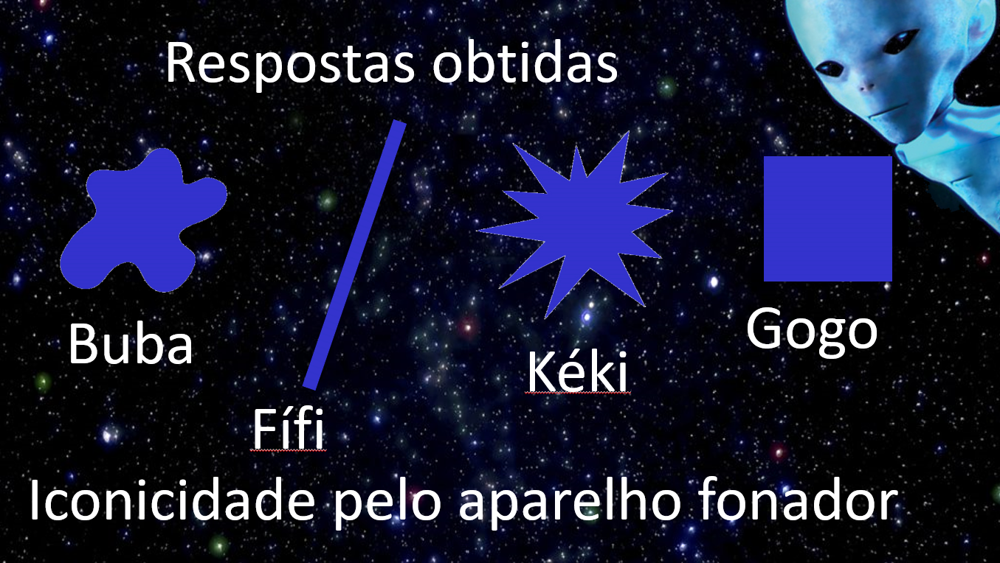 Respostas obtidas
Buba
Fífi
Kéki
Gogo
Iconicidade pelo aparelho fonador